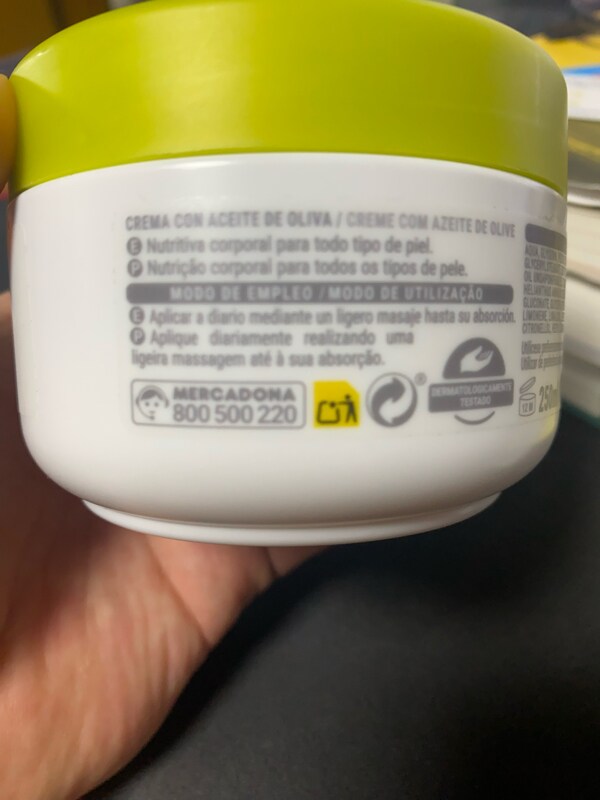 CREMA CON ACEITE DE OLIVA / CREME COM AZEITE DE OLIVE
E Nutritiva corporal para todo tipo de piel.
P Nutrição corporal para todos os tipos de pele.
MODO DE EMPLEO / MODO DE UTILIZAÇÃO
E Aplicar a diario mediante un ligero masaje hasta su absorción.
P Aplique diariamente realizando uma
ligeira massagem até à sua absorção.
MERCADONA
800 500 220
®
DERMATOLOGICAMENTE
TESTADO
12 M